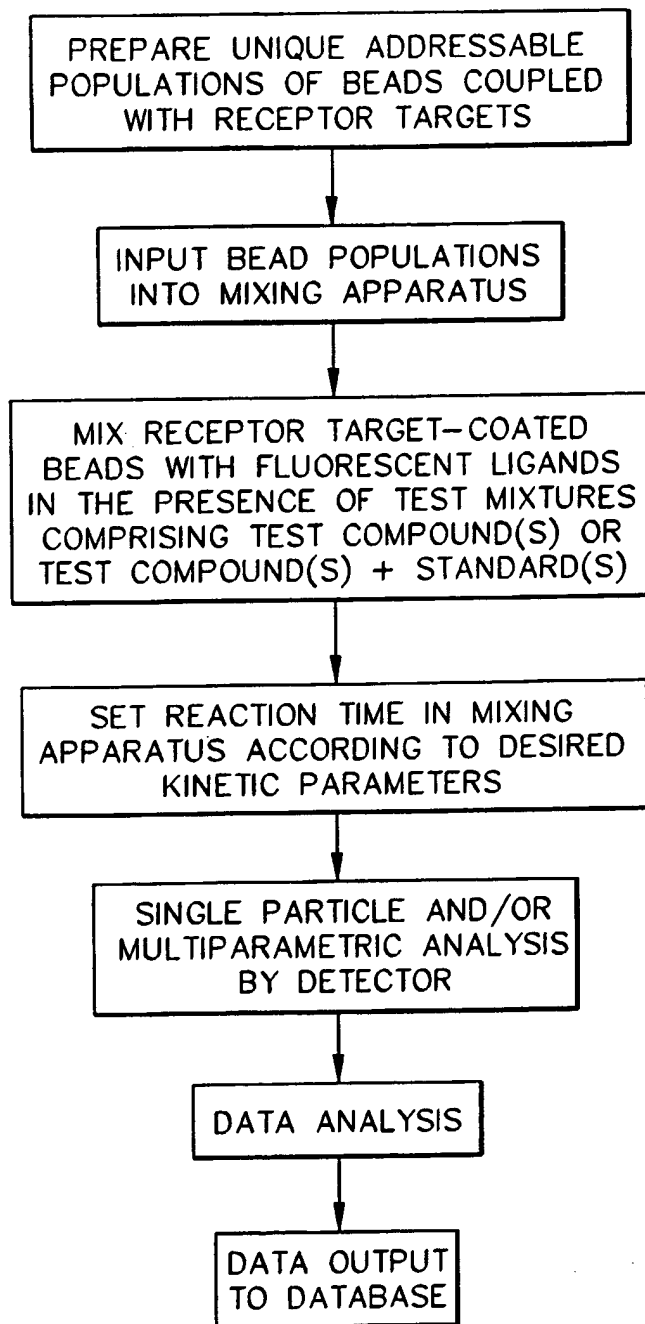 PREPARE UNIQUE ADDRESSABLE
POPULATIONS OF BEADS COUPLED
WITH RECEPTOR TARGETS
INPUT BEAD POPULATIONS
INTO MIXING APPARATUS
MIX RECEPTOR TARGET-COATED
BEADS WITH FLUORESCENT LIGANDS
IN THE PRESENCE OF TEST MIXTURES
COMPRISING TEST COMPOUND(S) OR
TEST COMPOUND(S) + STANDARD(S)
SET REACTION TIME IN MIXING
APPARATUS ACCORDING TO DESIRED
KINETIC PARAMETERS
SINGLE PARTICLE AND/OR
MULTIPARAMETRIC ANALYSIS
BY DETECTOR
DATA ANALYSIS
DATA OUTPUT
TO DATABASE